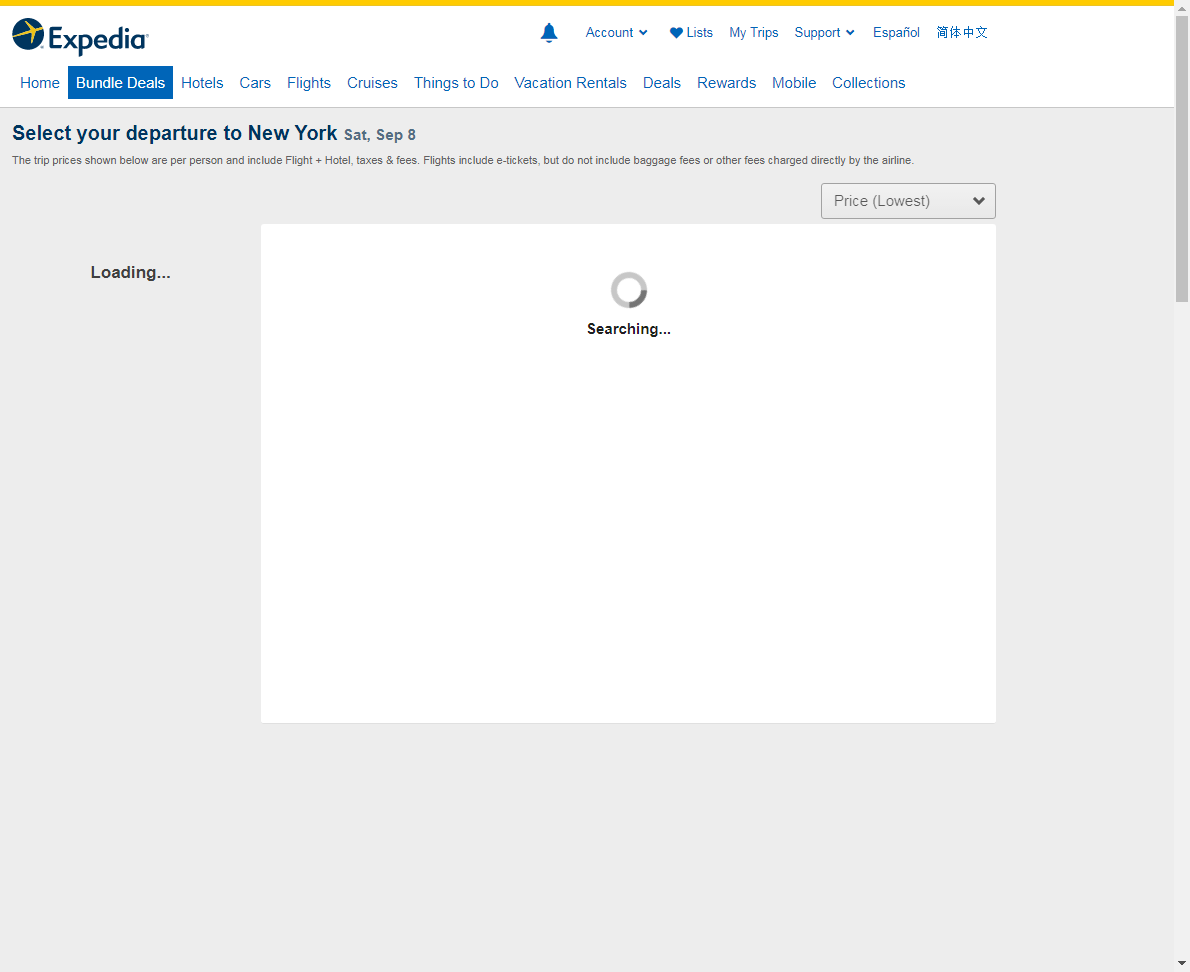 Expedia
Account
Lists
My Trips
Support
Español
简体中文
Home
Bundle Deals
Hotels
Cars
Flights
Cruises
Things to Do
Vacation Rentals
Deals
Rewards
Mobile
Collections
Select your departure to New York Sat, Sep 8
The trip prices shown below are per person and include Flight + Hotel, taxes & fees. Flights include e-tickets, but do not include baggage fees or other fees charged directly by the airline.
Price (Lowest)
Loading...
Searching...